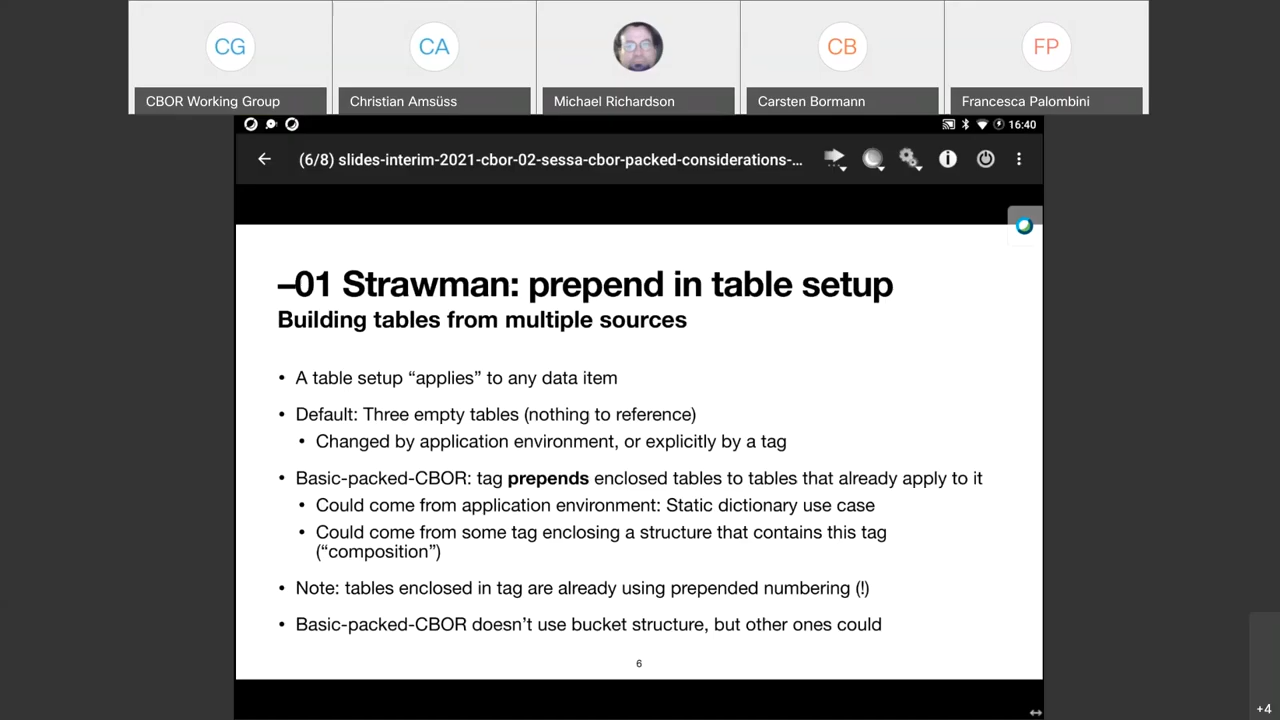 CG
CA
CB
FP
CBOR Working Group
Christian Amsüss
Michael Richardson
Carsten Bormann
Francesca Palombini
16:40
(6/8) slides-interim-2021-cbor-02-sessa-cbor-packed-considerations-...
–01 Strawman: prepend in table setup
Building tables from multiple sources
• A table setup “applies” to any data item
• Default: Three empty tables (nothing to reference)
• Changed by application environment, or explicitly by a tag
• Basic-packed-CBOR: tag prepends enclosed tables to tables that already apply to it
• Could come from application environment: Static dictionary use case
• Could come from some tag enclosing a structure that contains this tag
(“composition”)
• Note: tables enclosed in tag are already using prepended numbering (!)
• Basic-packed-CBOR doesn’t use bucket structure, but other ones could
6
+4